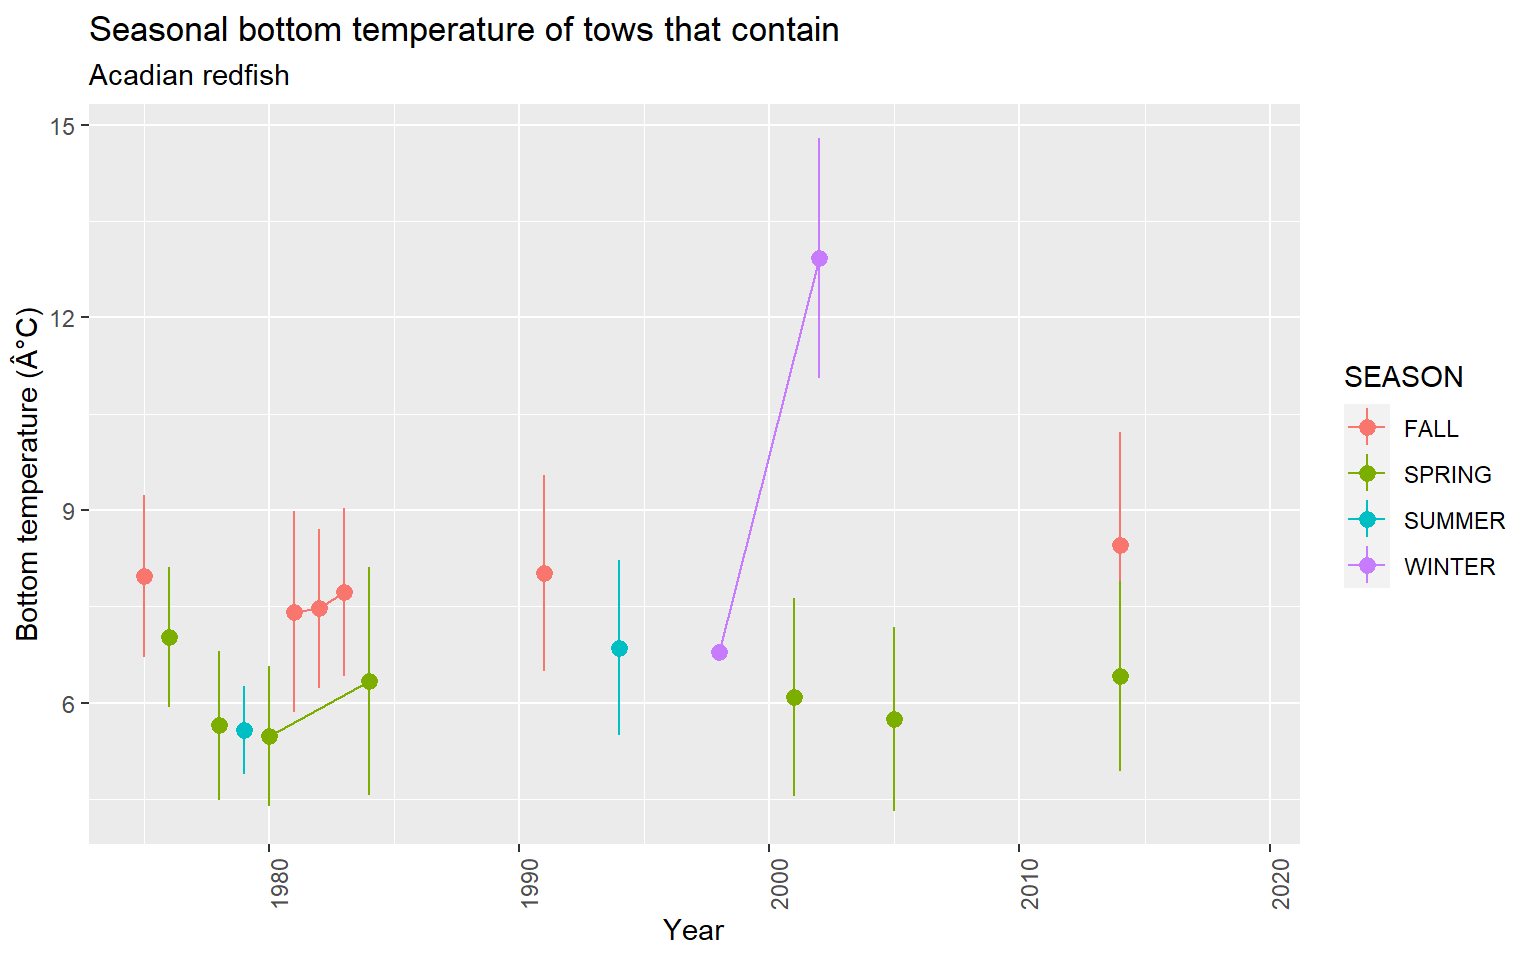 Seasonal bottom temperature of tows that contain
Acadian redfish
Bottom temperature (Â°C)
15
12
9
6
1980
1990
2000
2010
2020
Year
SEASON
FALL
SPRING
SUMMER
WINTER